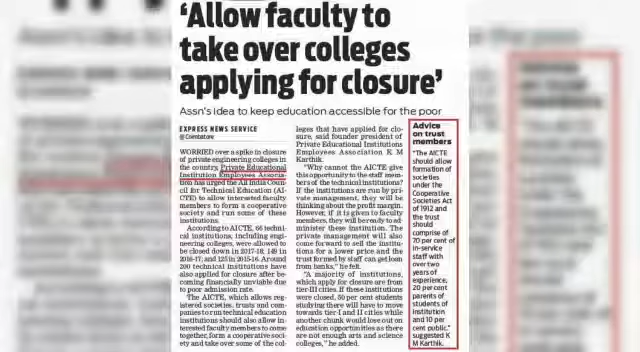 ‘Allow faculty to
take over colleges
applying for closure’
Assn's idea to keep education accessible for the poor
EXPRESS NEWS SERVICE
@ Coimbatore
WORRIED over a spike in closure
of private engineering colleges in
the country, Private Educational
Institution Employees Associa-
tion has urged the All India Coun-
cil for Technical Education (AI-
CTE) to allow interested faculty
members to form a cooperative
society and run some of these
institutions.
According to AICTE, 66 technical
institutions, including engi-
neering colleges, were allowed to
be closed down in 2017-18, 149 in
2016-17; and 125 in 2015-16. Around
200 technical institutions have
also applied for closure after be-
coming financially unviable due
to poor admission rate.
The AICTE, which allows reg-
istered societies, trusts and com-
panies to run technical education
institutions should also allow in-
terested faculty members to come
together, form a cooperative soci-
ety and take over some of the col-
leges that have applied for clo-
sure, said founder president of
Private Educational Institutions
Employees Association K M
Karthik.
"Why cannot the AICTE give
this opportunity to the staff mem-
bers of the technical institutions?
If the institutions are run by pri-
vate management, they will be
thinking about the profit margin.
However, if it is given to faculty
members, they will be ready to ad-
minister these institution. The
private management will also
come forward to sell the institu-
tions for a lower price and the
trust formed by staff can get loan
from banks," he felt.
"A majority of institutions,
which apply for closure are from
tier-III cities. If these institutions
were closed, 50 per cent students
studying there will have to move
towards tier-I and II cities while
another chunk would lose out on
education opportunities as there
are not enough arts and science
colleges," he added.
Advice
on trust
members
"The AICTE
should allow
formation of
societies
under the
Cooperative
Societies Act
of 1912 and
the trust
should
comprise of
70 per cent of
in-service
staff with
over two
years of
experience,
20 per cent
parents of
students of
institution
and 10 per
cent public,"
suggested K
M Karthik.